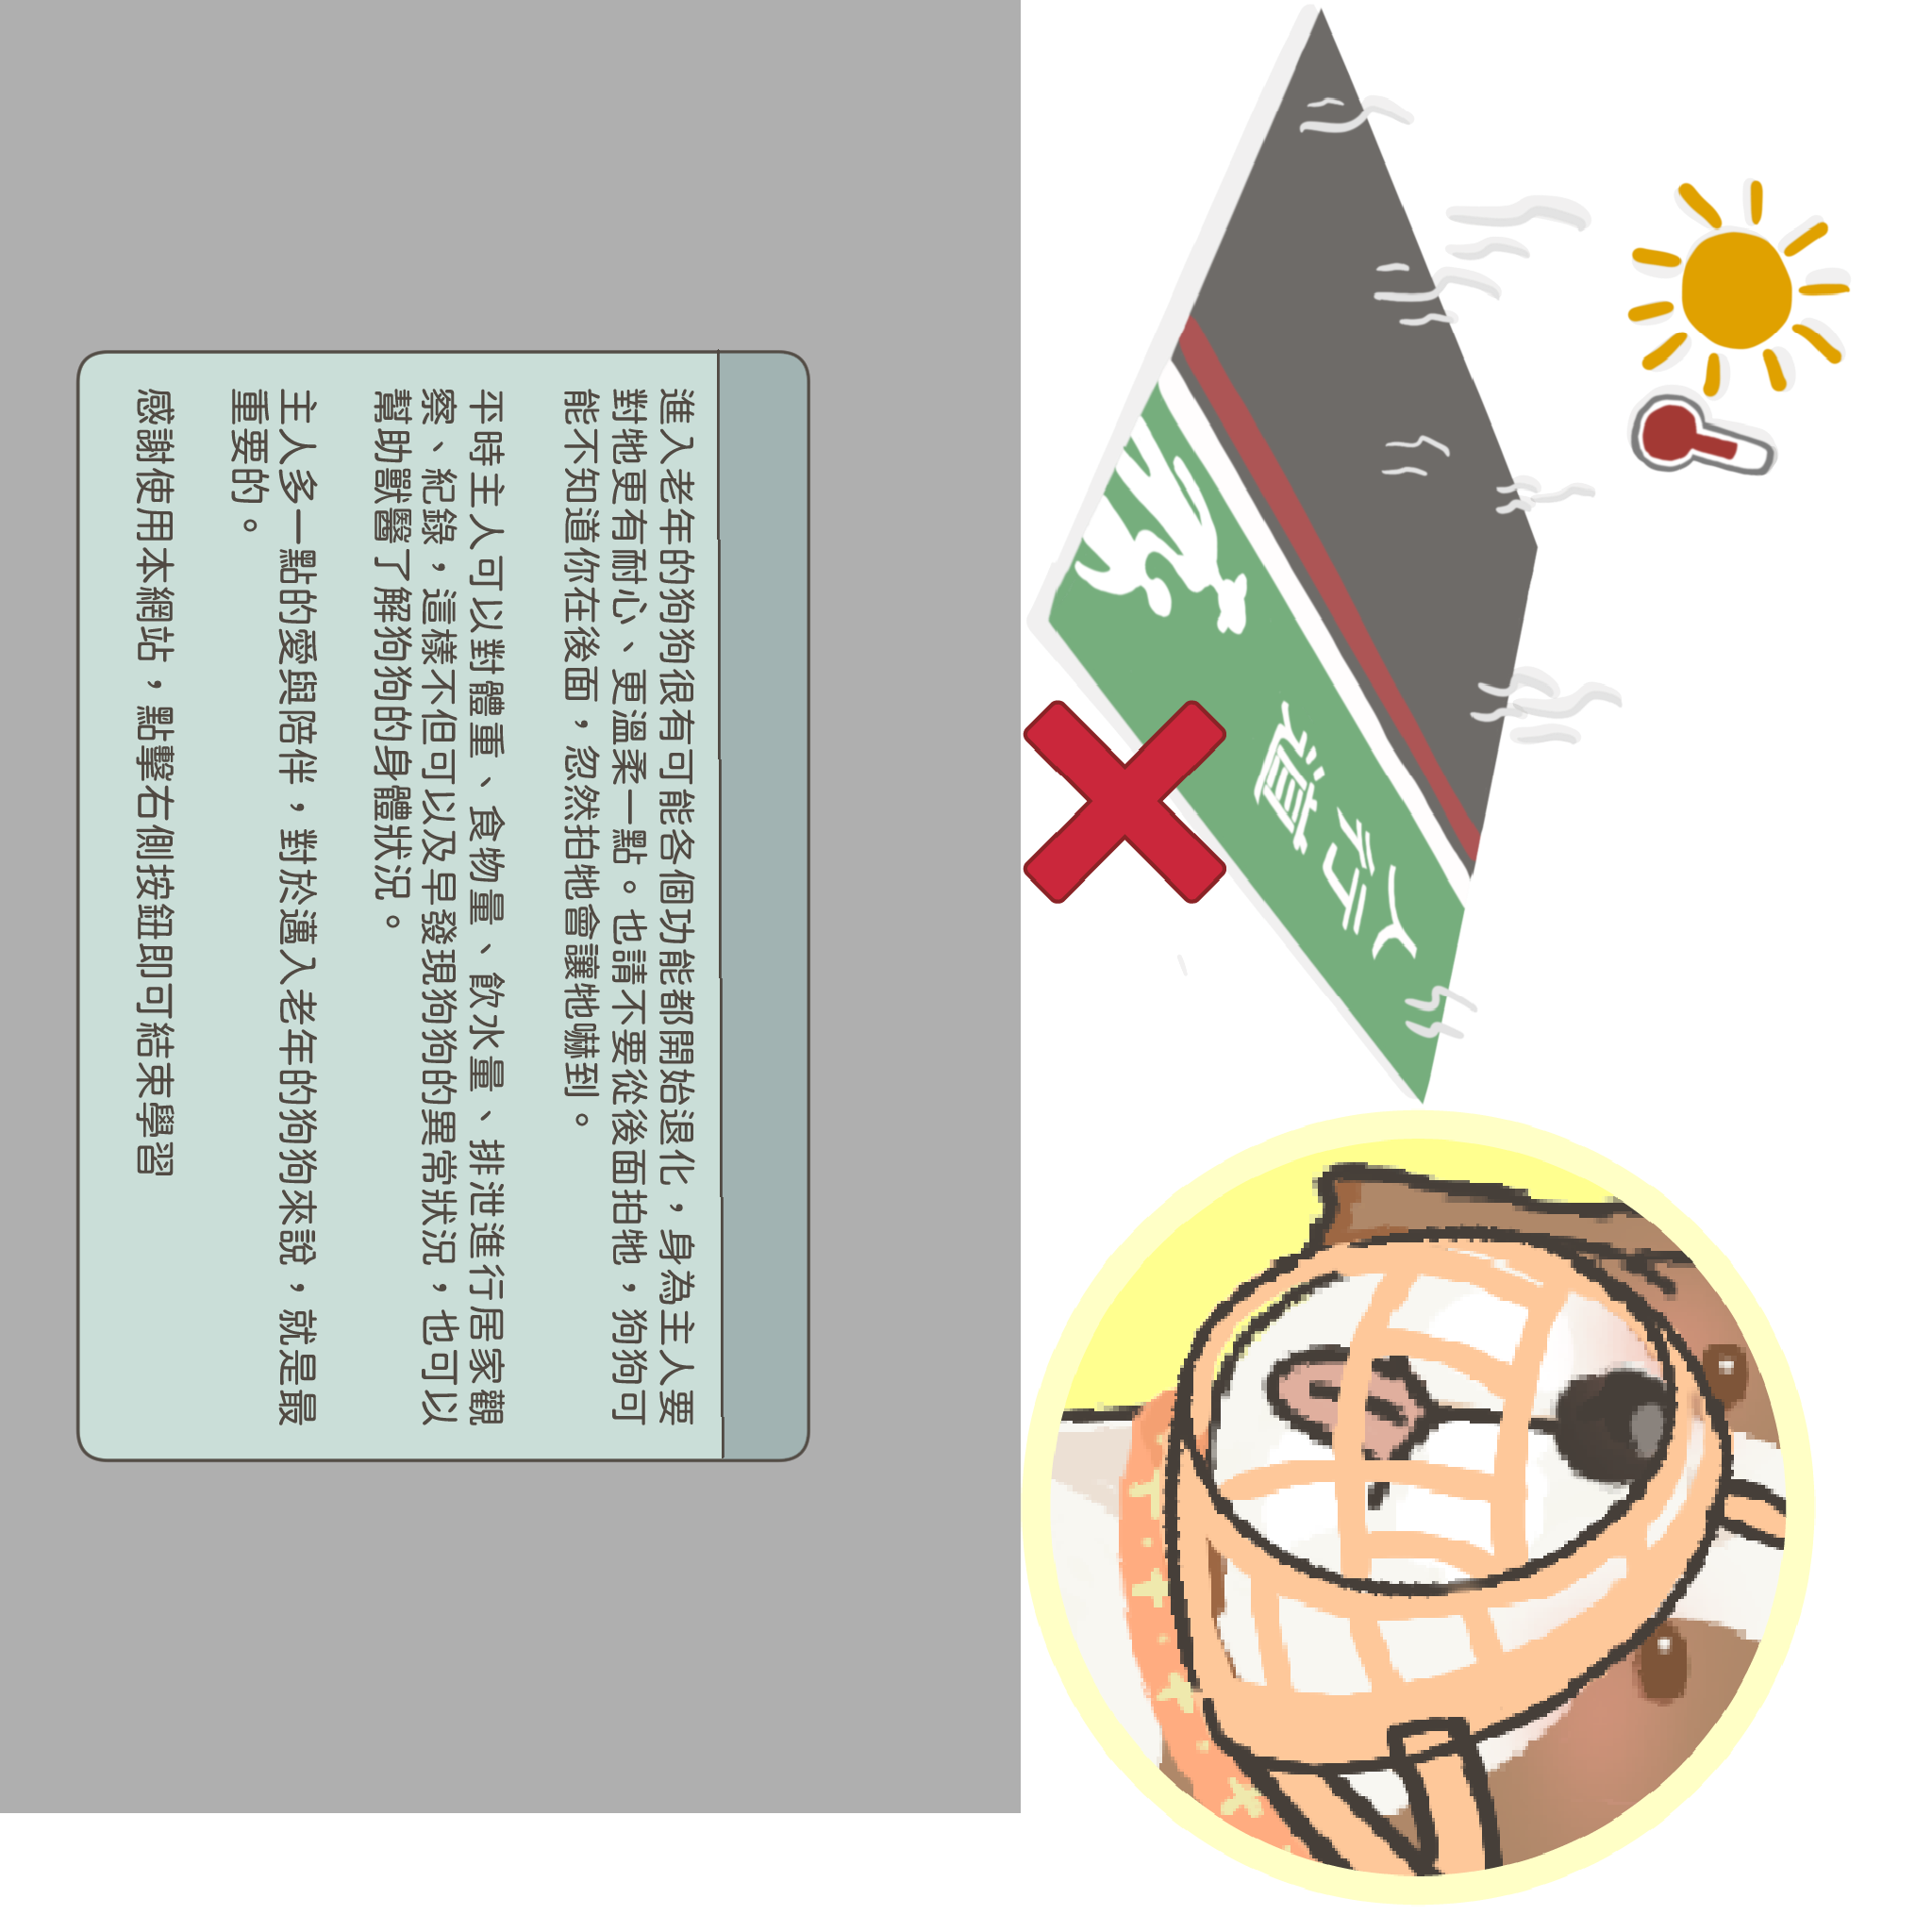 進入老年的狗狗很有可能各個功能都開始退化，身為主人要
對牠更有耐心、更溫柔一點。也請不要從後面拍牠，狗狗可
能不知道你在後面，忽然拍牠會讓牠嚇到。
平時主人可以對體重、食物量、飲水量、排泄進行居家觀
察、紀錄，這樣不但可以及早發現狗狗的異常狀況，也可以
幫助獸醫了解狗狗的身體狀況。
主人多一點的愛與陪伴，對於邁入老年的狗狗來說，就是最
重要的。
感謝使用本網站，點擊右側按鈕即可結束學習
人行道